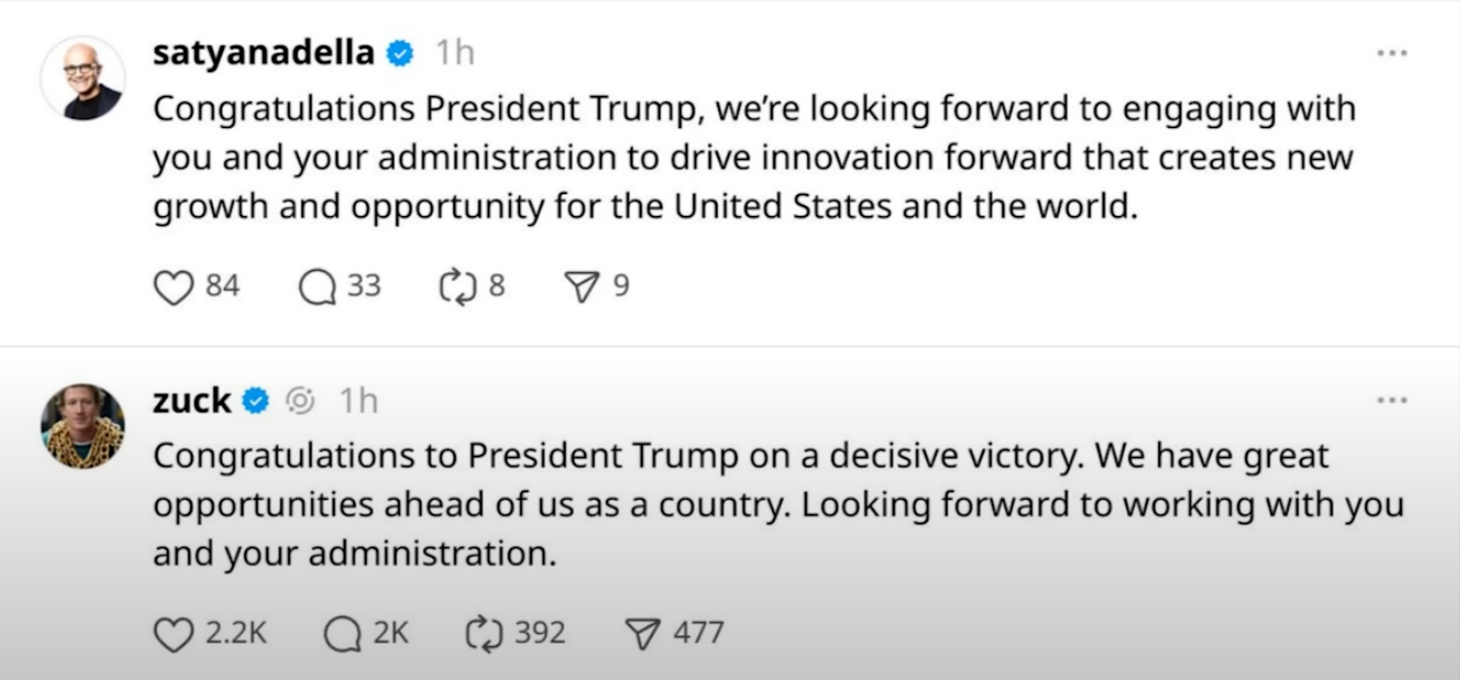 satyanadella 1h
Congratulations President Trump, we’re looking forward to engaging with
you and your administration to drive innovation forward that creates new
growth and opportunity for the United States and the world.
84 33 8 9
zuck 1h
Congratulations to President Trump on a decisive victory. We have great
opportunities ahead of us as a country. Looking forward to working with you
and your administration.
2.2K 2K 392 477